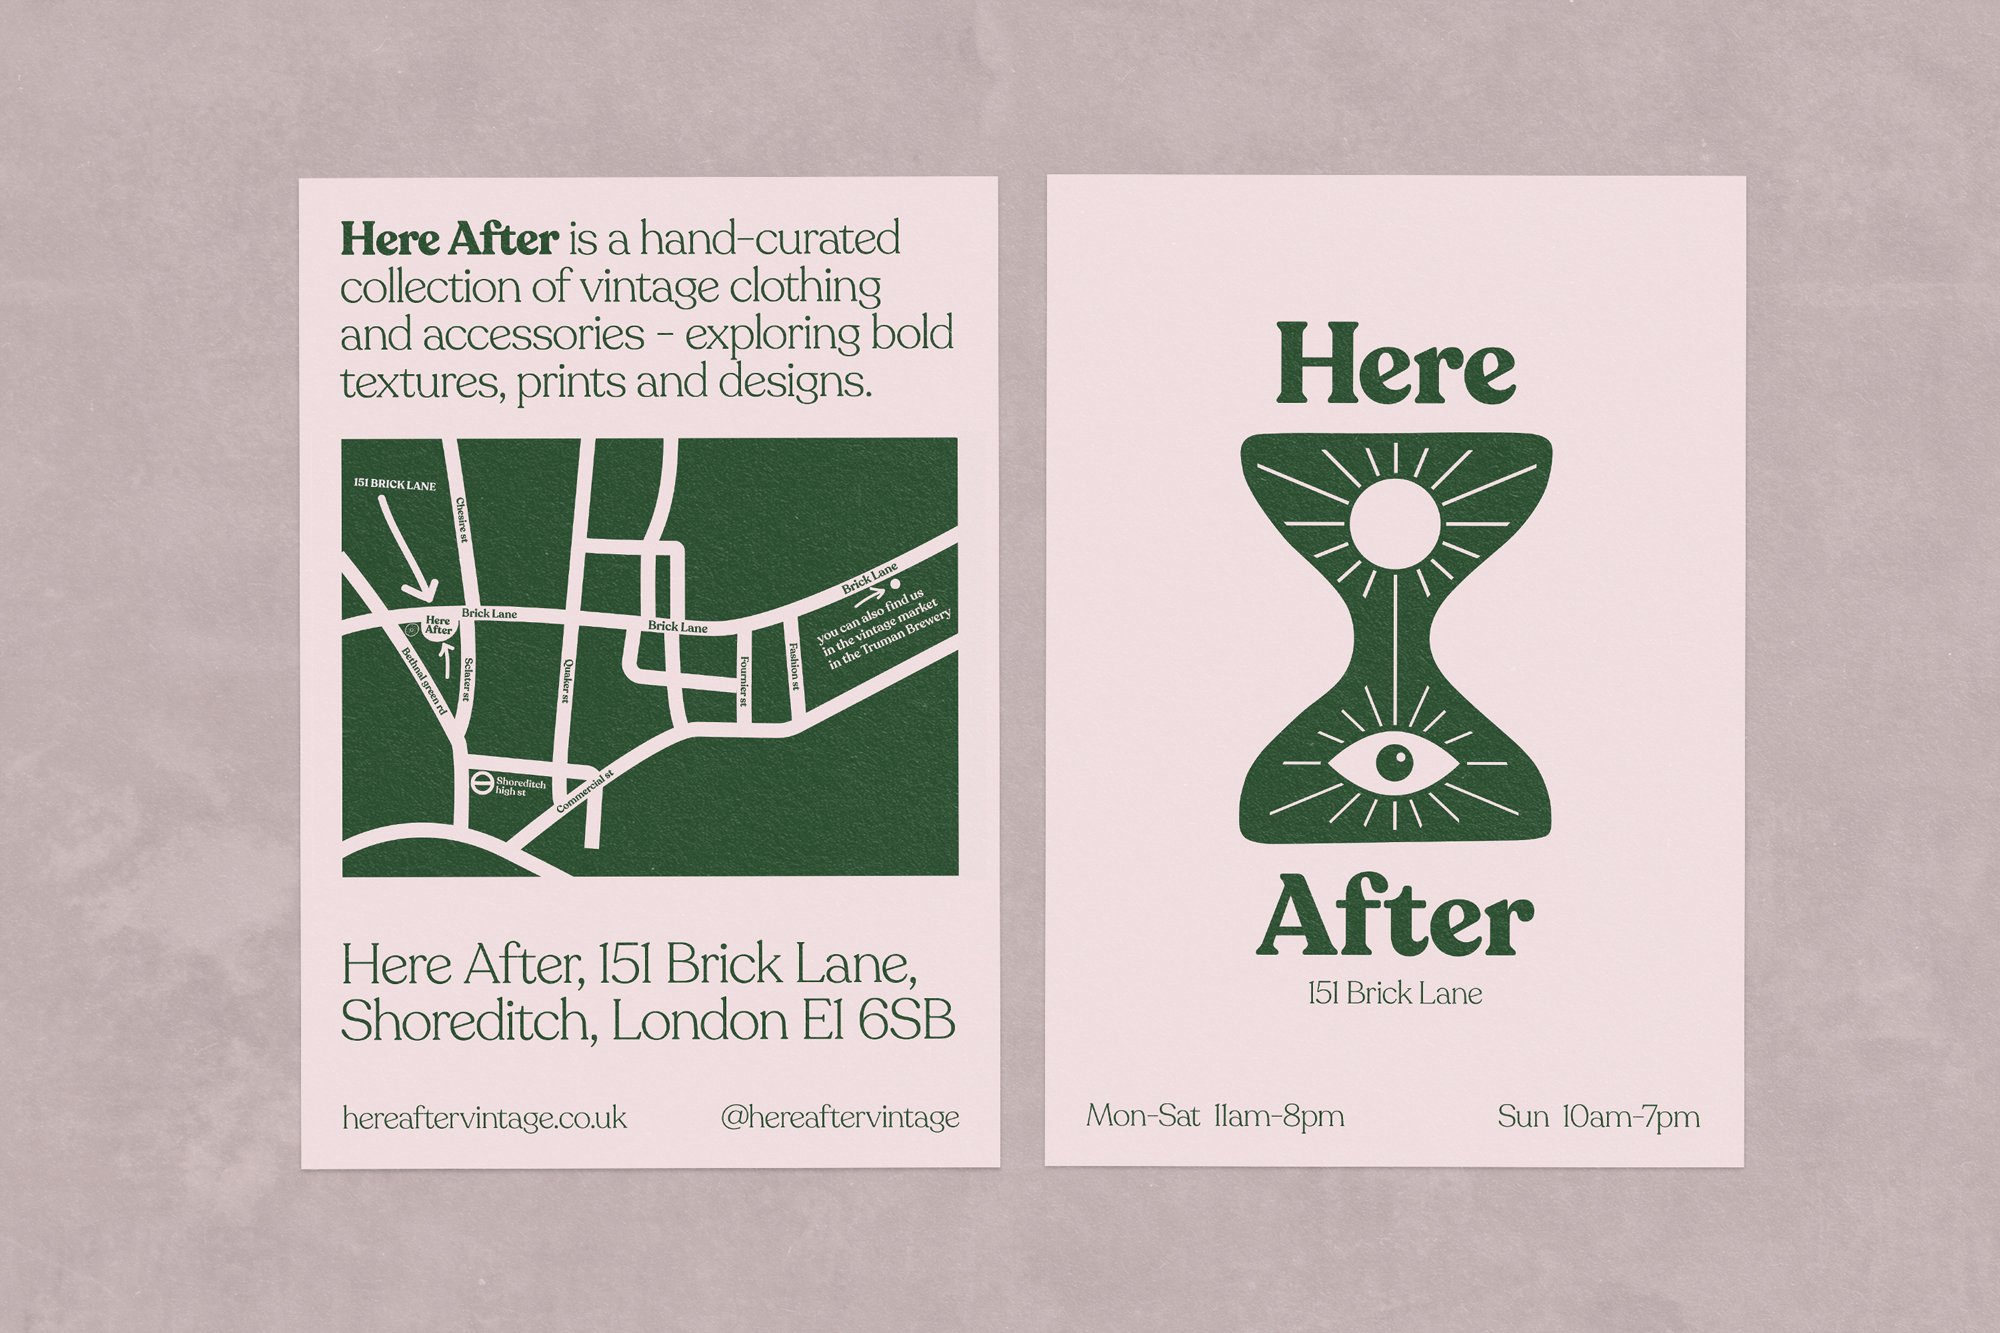 Here After is a hand-curated
collection of vintage clothing
and accessories – exploring bold
textures, prints and designs.
151 BRICK LANE
Chesire st
Brick Lane
Here
After
Brick Lane
Brick Lane
you can also find us
in the vintage market
in the Truman Brewery
Bethnal green rd
Sclater st
Quaker st
Fournier st
Fashion st
Shoreditch
high st
Commercial st
Here After, 151 Brick Lane,
Shoreditch, London E1 6SB
hereaftervintage.co.uk
@hereaftervintage
Here
After
151 Brick Lane
Mon-Sat 11am-8pm
Sun 10am-7pm